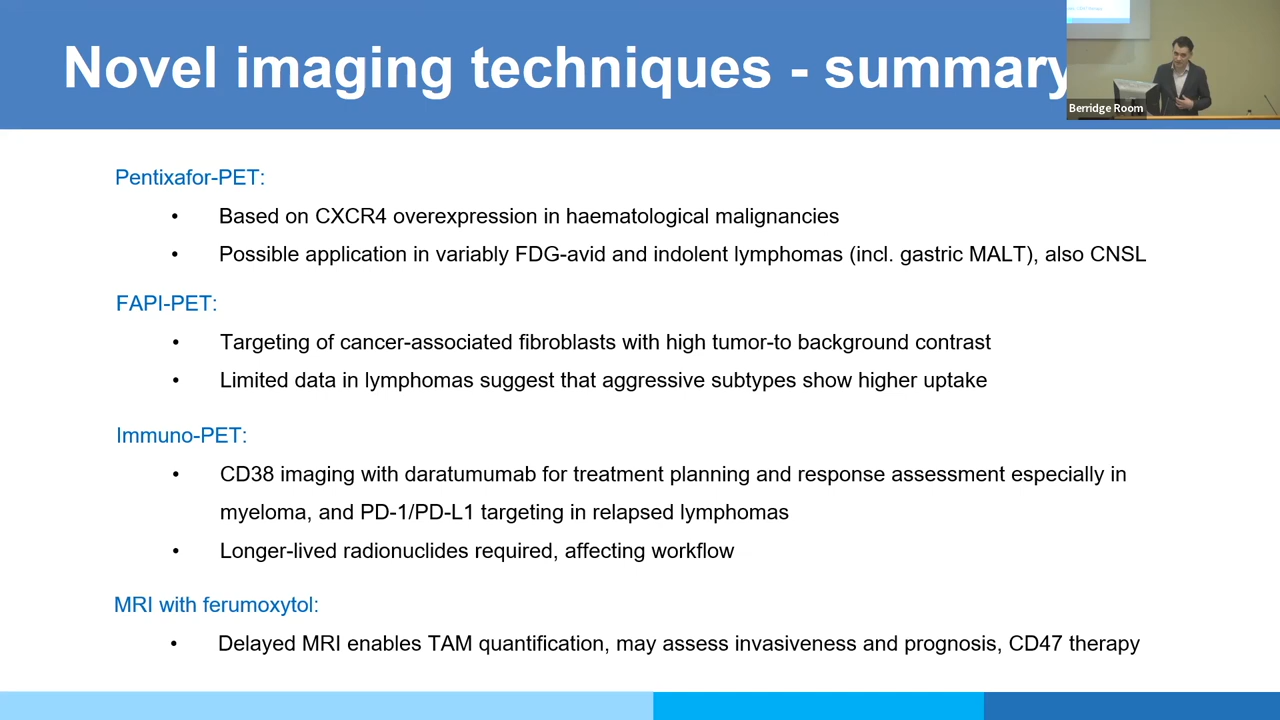 Novel imaging techniques - summary
Berridge Room
Pentixafor-PET:
• Based on CXCR4 overexpression in haematological malignancies
• Possible application in variably FDG-avid and indolent lymphomas (incl. gastric MALT), also CNSL
FAPI-PET:
• Targeting of cancer-associated fibroblasts with high tumor-to background contrast
• Limited data in lymphomas suggest that aggressive subtypes show higher uptake
Immuno-PET:
• CD38 imaging with daratumumab for treatment planning and response assessment especially in
myeloma, and PD-1/PD-L1 targeting in relapsed lymphomas
• Longer-lived radionuclides required, affecting workflow
MRI with ferumoxytol:
• Delayed MRI enables TAM quantification, may assess invasiveness and prognosis, CD47 therapy